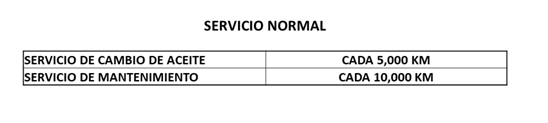 SERVICIO NORMAL
SERVICIO DE CAMBIO DE ACEITE CADA 5,000 KM
SERVICIO DE MANTENIMIENTO CADA 10,000 KM